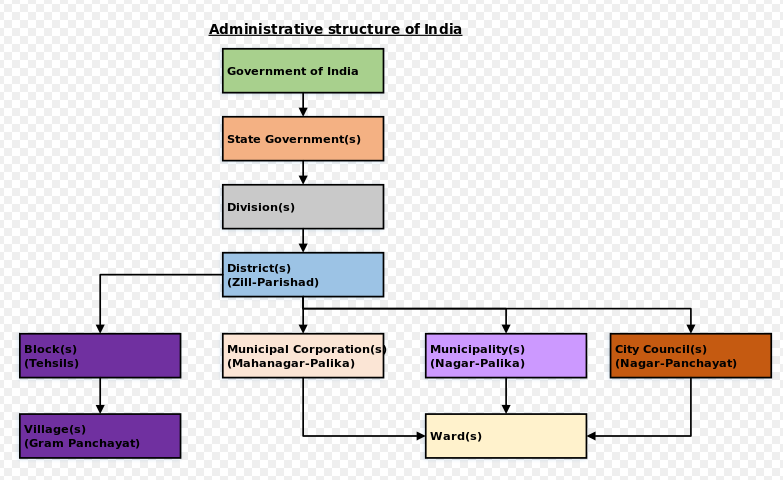 Administrative structure of India
Government of India
State Government(s)
Division(s)
District(s)
(Zill-Parishad)
Block(s)
(Tehsils)
Municipal Corporation(s)
(Mahanagar-Palika)
Municipality(s)
(Nagar-Palika)
City Council(s)
(Nagar-Panchayat)
Village(s)
(Gram Panchayat)
Ward(s)